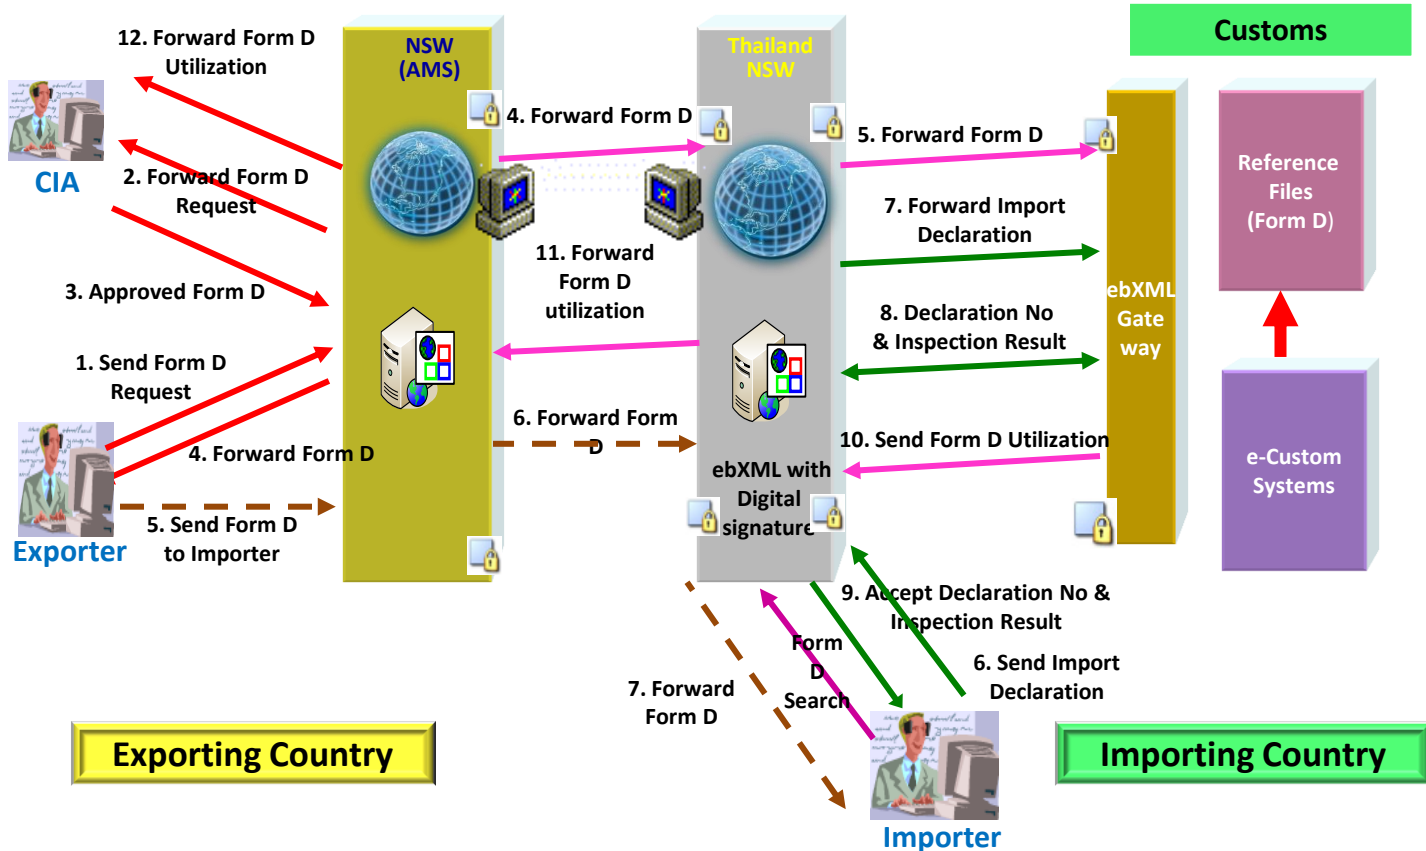 12. Forward Form D
Utilization
CIA
2. Forward Form D
Request
3. Approved Form D
1. Send Form D
Request
4. Forward Form D
Exporter
5. Send Form D
to Importer
NSW
(AMS)
4. Forward Form D
11. Forward
Form D
utilization
6. Forward Form
D
Thailand
NSW
ebXML with
Digital
signature
5. Forward Form D
7. Forward Import
Declaration
8. Declaration No
& Inspection Result
10. Send Form D Utilization
Customs
ebXML
Gate
way
Reference
Files
(Form D)
e-Custom
Systems
9. Accept Declaration No &
Inspection Result
Form
D
Search
6. Send Import
Declaration
7. Forward
Form D
Importer
Exporting Country
Importing Country